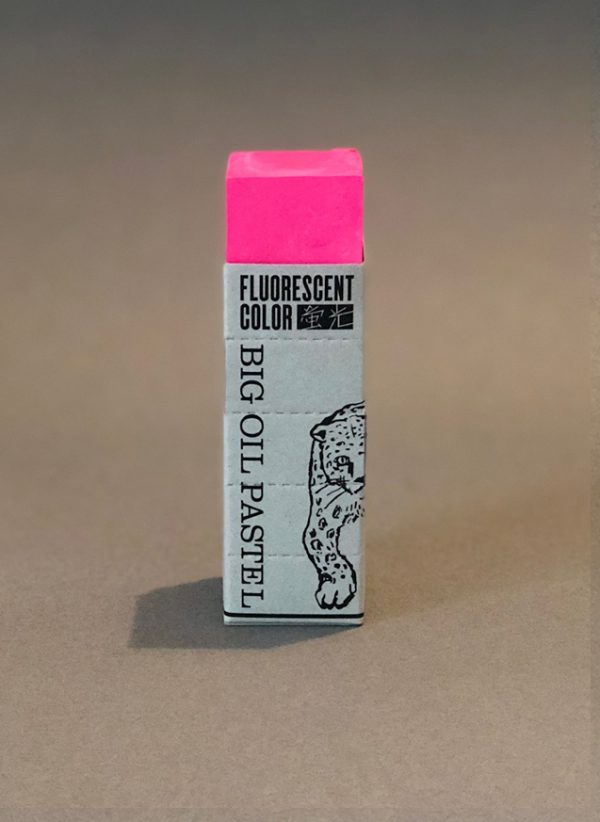 FLUORESCENT
COLOR 蛍光
BIG OIL PASTEL